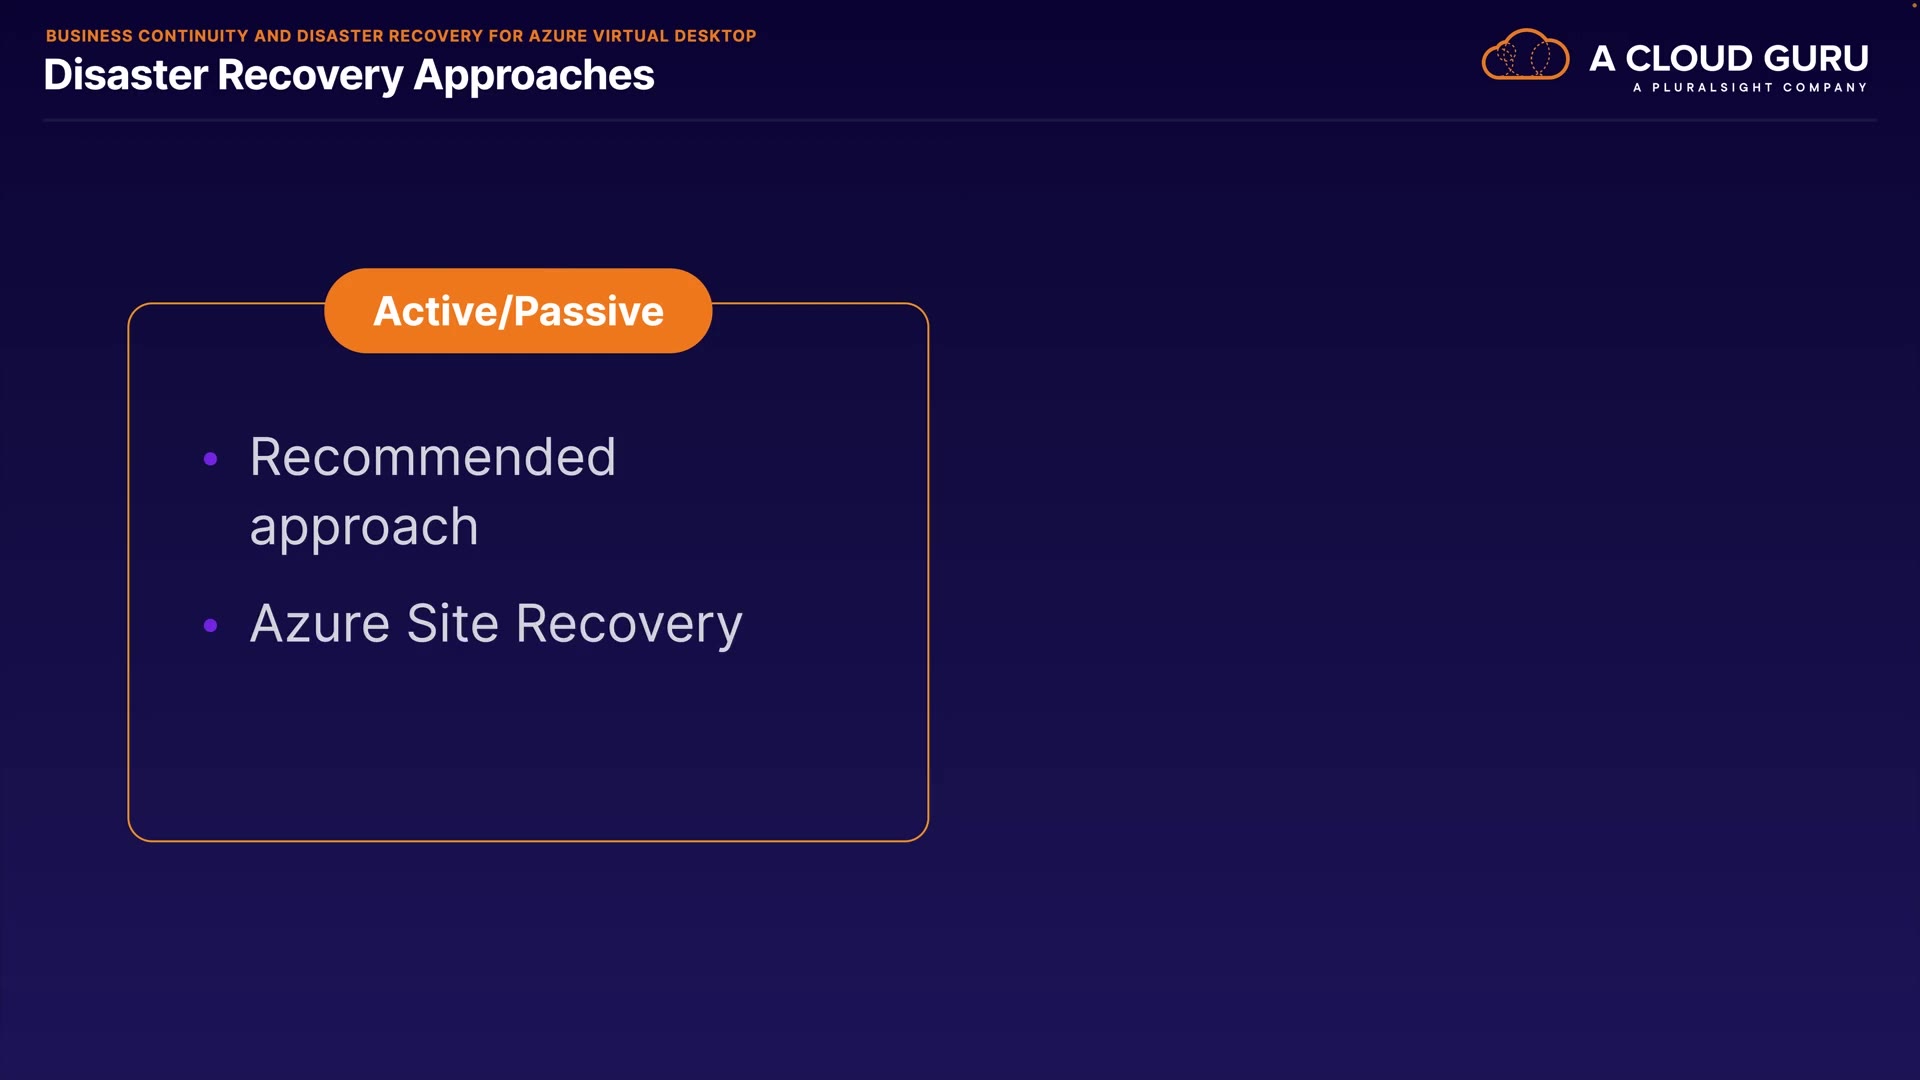 BUSINESS CONTINUITY AND DISASTER RECOVERY FOR AZURE VIRTUAL DESKTOP
Disaster Recovery Approaches
A CLOUD GURU
A PLURALSIGHT COMPANY
Active/Passive
• Recommended
approach
• Azure Site Recovery